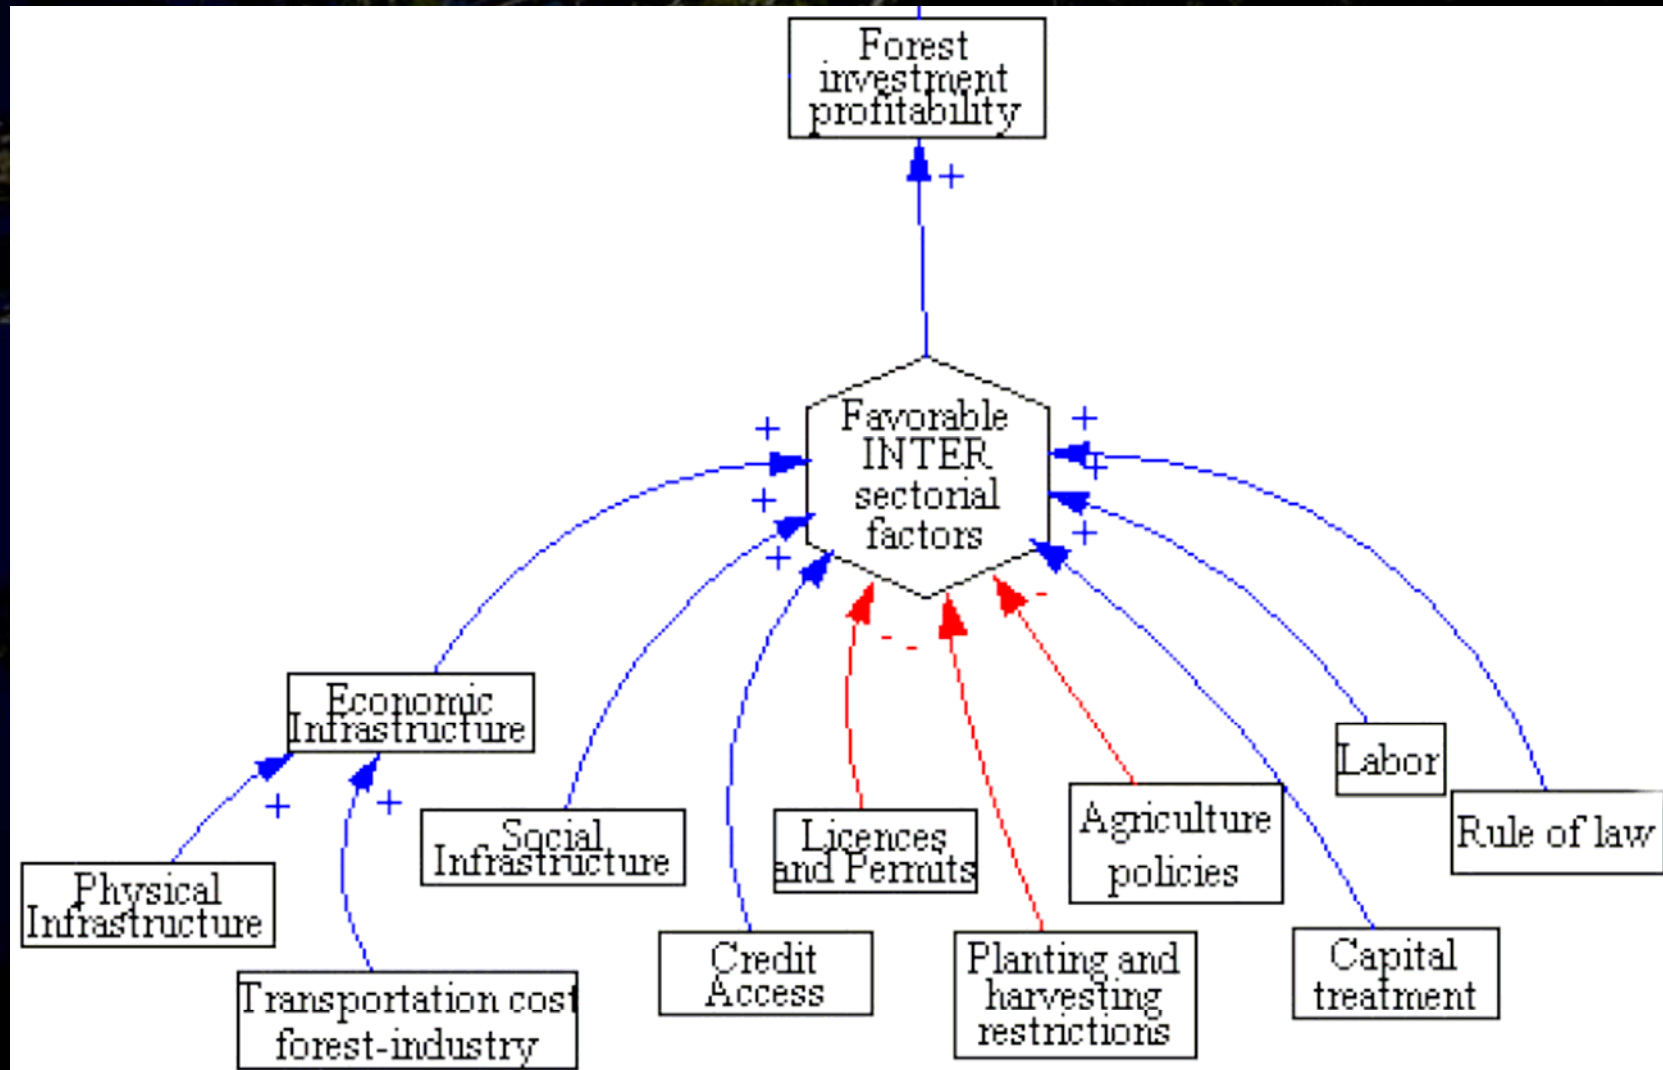 Forest
investment
profitability
+
Favorable
INTER
sectorial
factors
+
+
+
+
+
+
-
-
-
Economic
Infrastructure
+
+
Physical
Infrastructure
Transportation cost
forest-industry
Social
Infrastructure
Credit
Access
Licences
and Permits
Planting and
harvesting
restrictions
Agriculture
policies
Capital
treatment
Labor
Rule of law